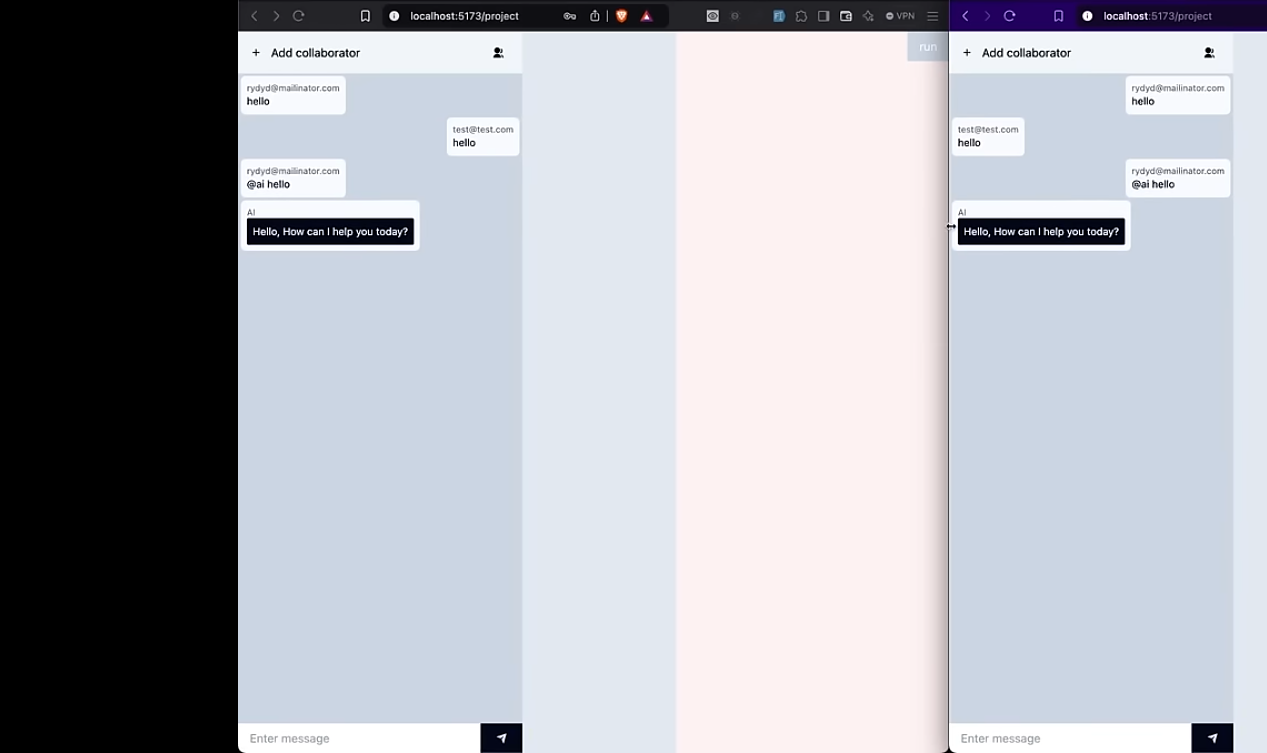 localhost:5173/project
VPN
localhost:5173/project
+ Add collaborator
run
+ Add collaborator
rydyd@mailinator.com
hello
test@test.com
hello
rydyd@mailinator.com
@ai hello
AI
Hello, How can I help you today?
Enter message
rydyd@mailinator.com
hello
test@test.com
hello
rydyd@mailinator.com
@ai hello
AI
Hello, How can I help you today?
Enter message